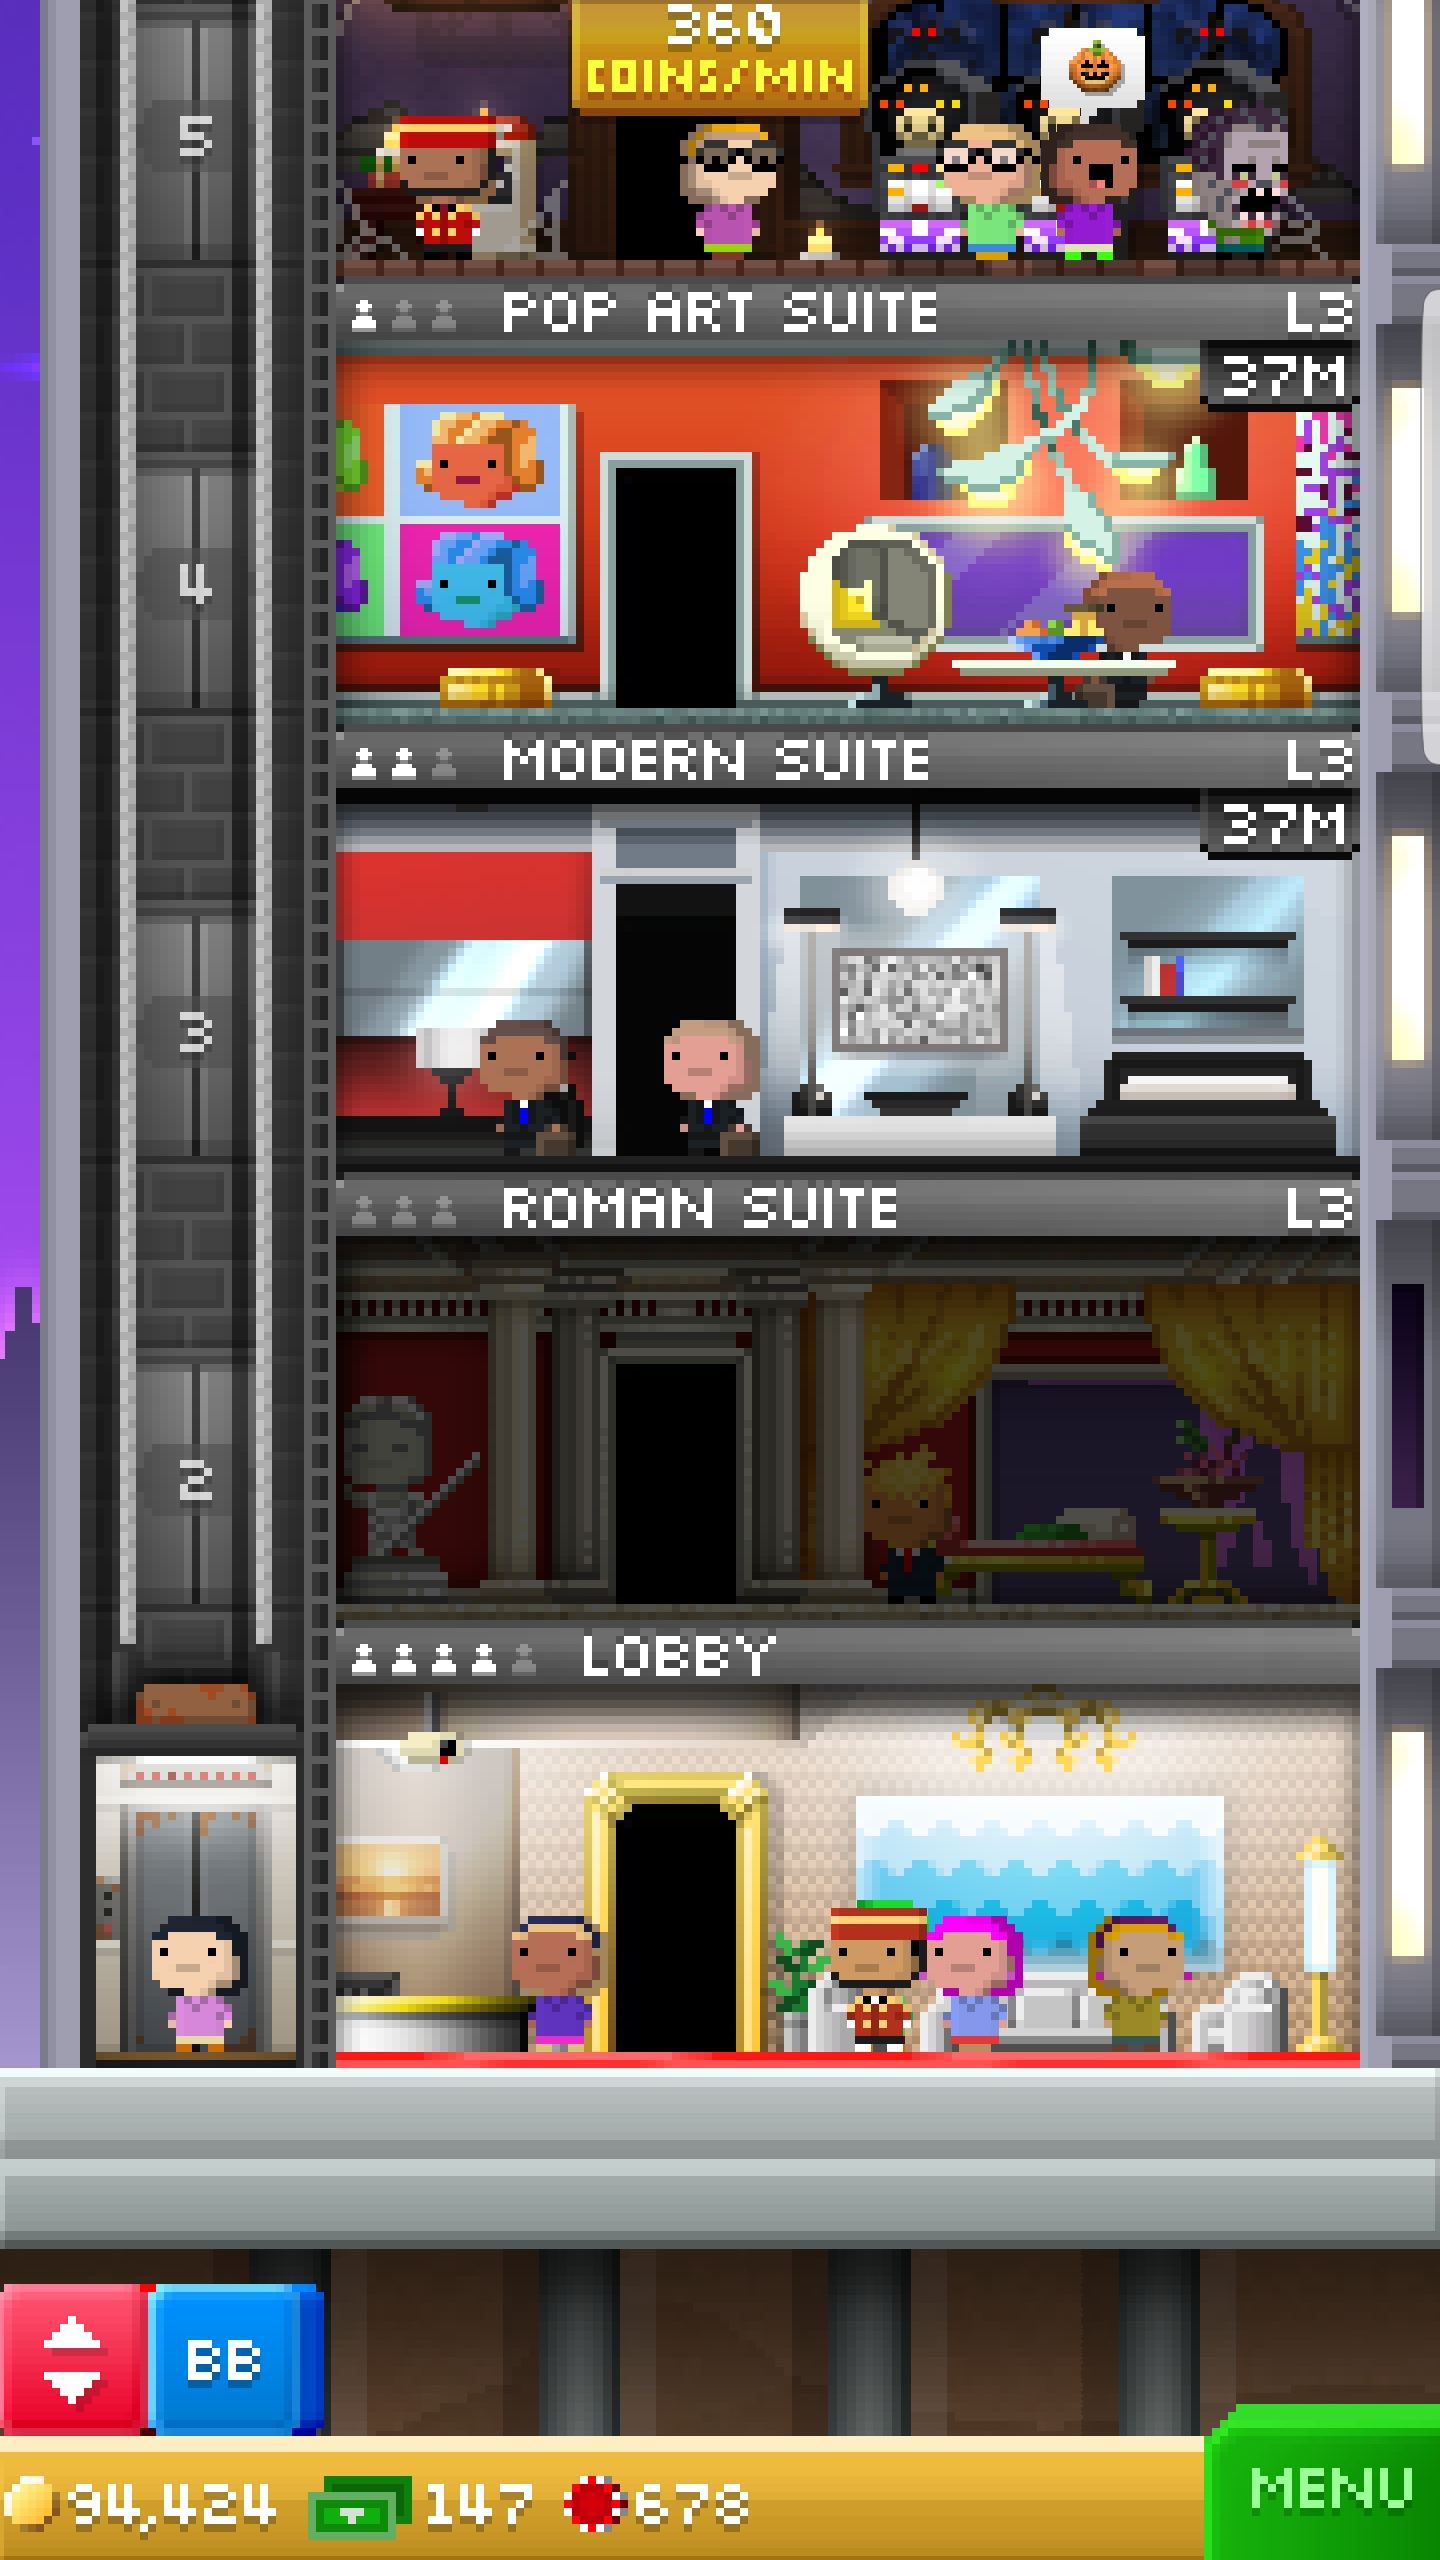 360
COINS/MIN
5
POP ART SUITE L3
37M
4
MODERN SUITE L3
37M
3
ROMAN SUITE L3
2
LOBBY
BB
94,424 147 678
MENU